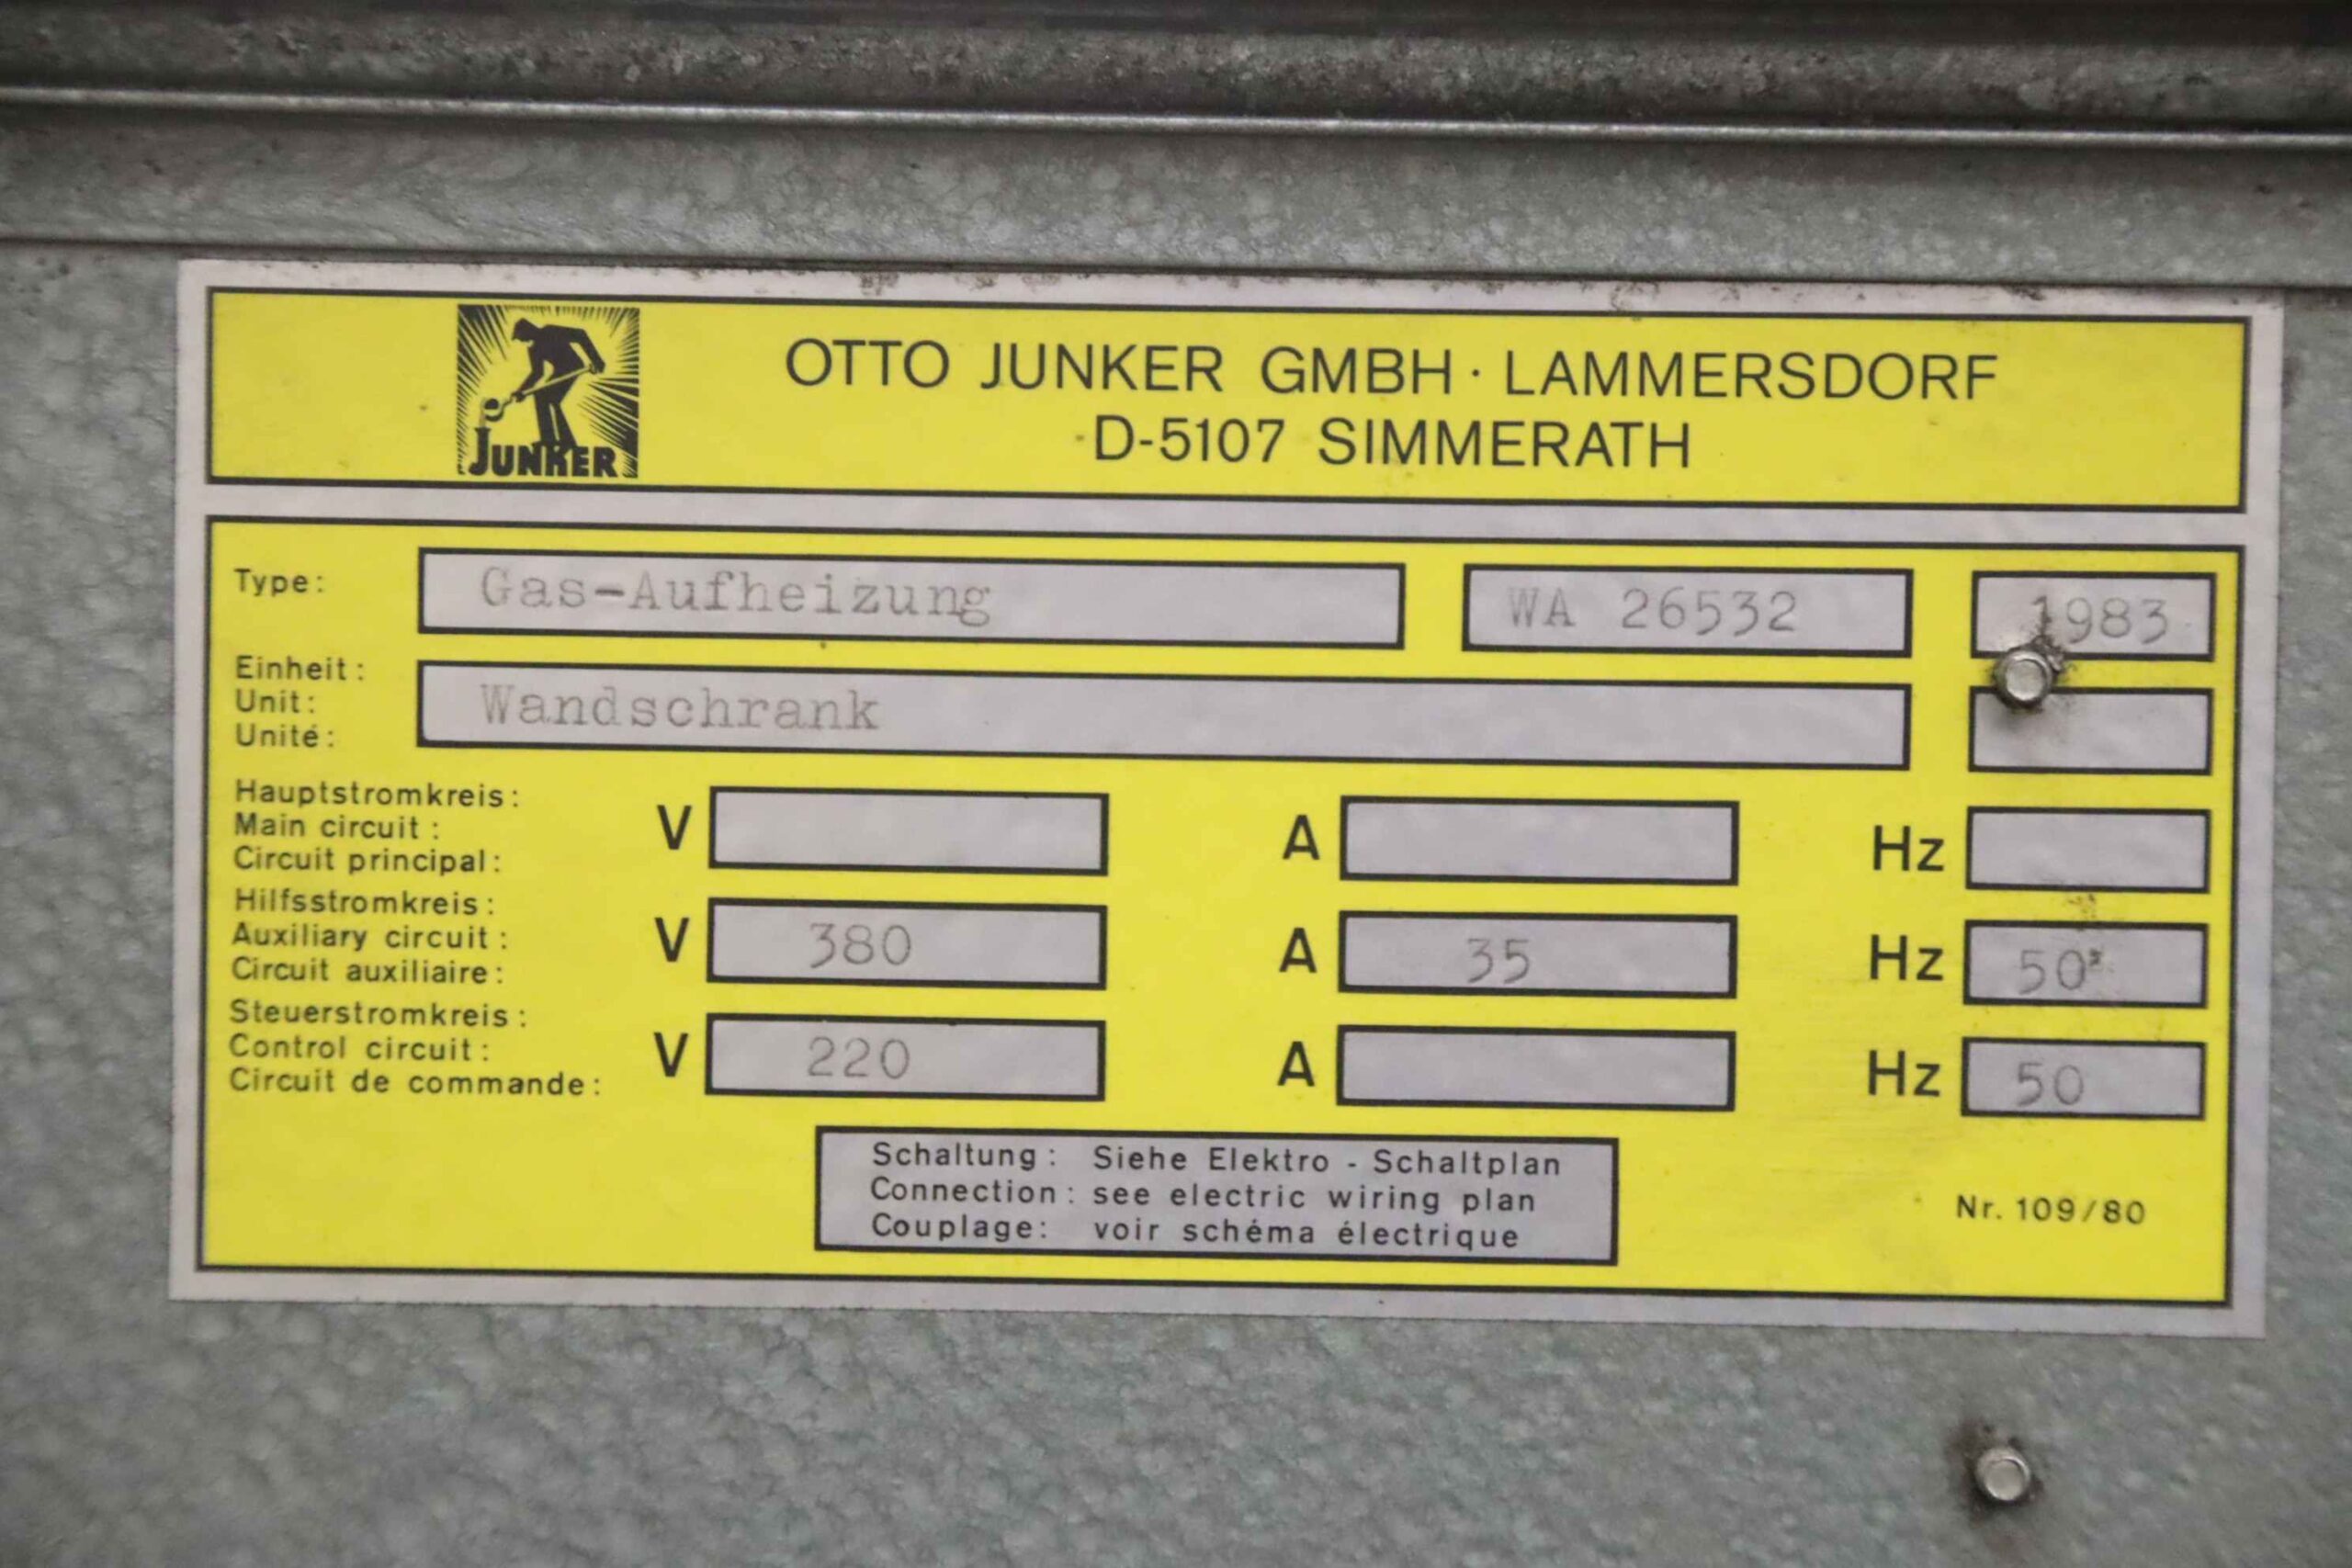 JUNKER
OTTO JUNKER GMBH · LAMMERSDORF
D-5107 SIMMERATH
Type: Gas-Aufheizung WA 26532 1983
Einheit:
Unit: Wandschrank
Unité:
Hauptstromkreis:
Main circuit: V A Hz
Circuit principal:
Hilfsstromkreis:
Auxiliary circuit: V 380 A 35 Hz 50
Circuit auxiliaire:
Steuerstromkreis:
Control circuit: V 220 A Hz 50
Circuit de commande:
Schaltung: Siehe Elektro - Schaltplan
Connection: see electric wiring plan
Couplage: voir schéma électrique
Nr. 109/80